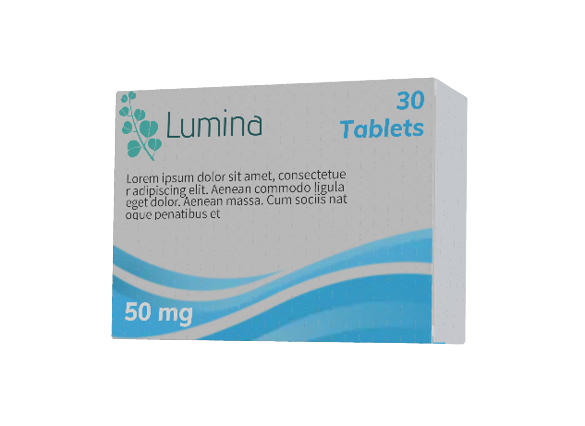 Lumina
30
Tablets
Lorem ipsum dolor sit amet, consectetue
r adipiscing elit. Aenean commodo ligula
eget dolor. Aenean massa. Cum sociis nat
oque penatibus et
50 mg